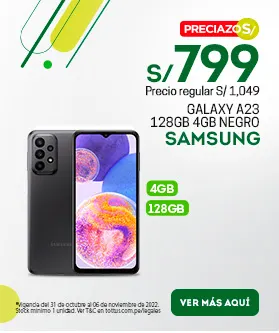 PRECIAZO S/
S/799
Precio regular S/ 1,049
GALAXY A23
128GB 4GB NEGRO
SAMSUNG
4GB
128GB
SAMSUNG
*Vigencia del 31 de octubre al 06 de noviembre de 2022.
Stock mínimo 1 unidad. Ver T&C en tottus.com.pe/legales
VER MÁS AQUÍ